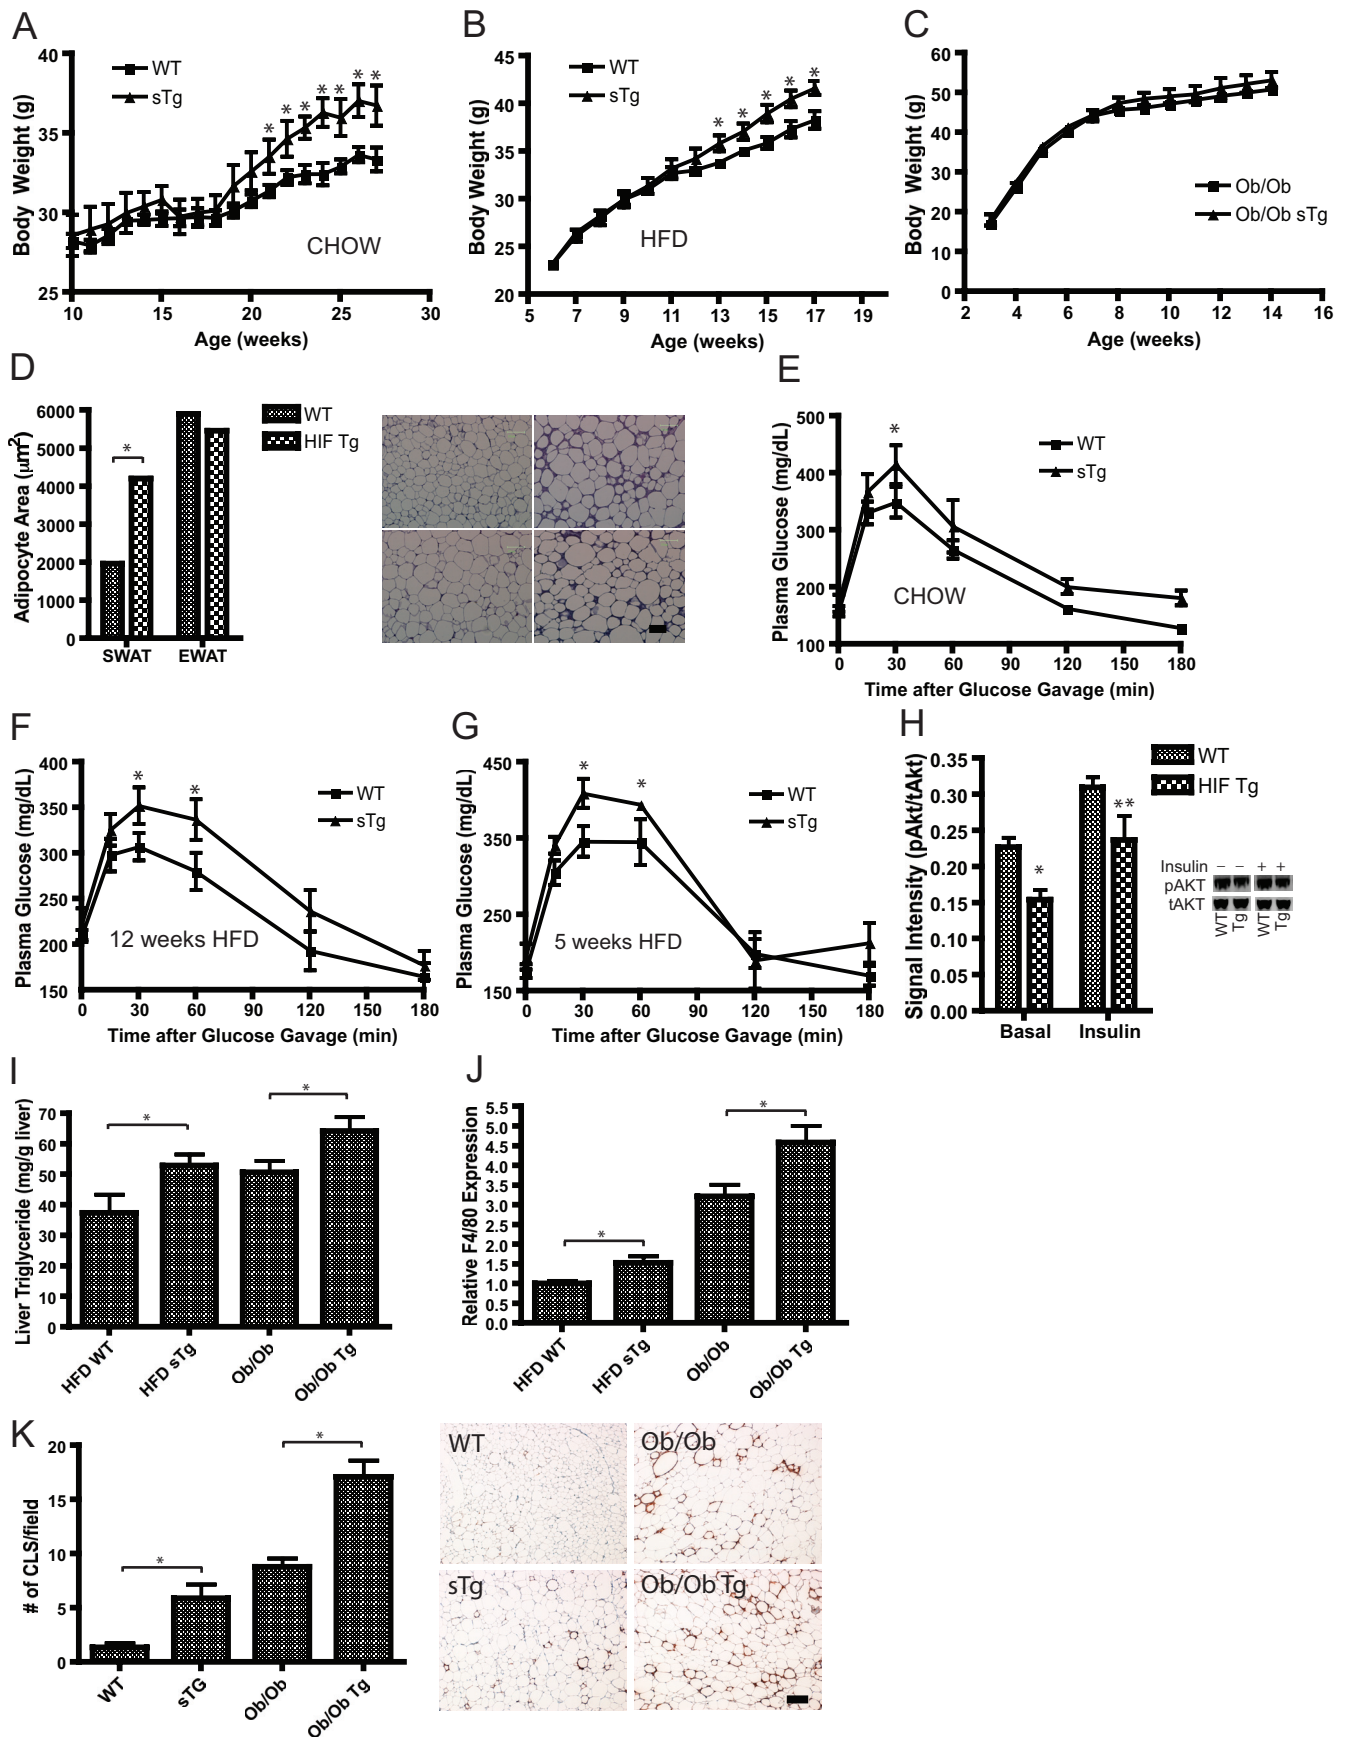 A
Body Weight (g)
40
35
30
25
WT
sTg
* * * * * *
CHOW
10 15 20 25 30
Age (weeks)
B
Body Weight (g)
45
40
35
30
25
20
WT
sTg
* * * * *
HFD
5 7 9 11 13 15 17 19
Age (weeks)
C
Body Weight (g)
60
50
40
30
20
10
0
Ob/Ob
Ob/Ob sTg
2 4 6 8 10 12 14 16
Age (weeks)
D
Adipocyte Area (μm²)
6000
5000
4000
3000
2000
1000
0
*
SWAT EWAT
WT
HIF Tg
E
Plasma Glucose (mg/dL)
500
400
300
200
100
*
WT
sTg
CHOW
0 30 60 90 120 150 180
Time after Glucose Gavage (min)
F
Plasma Glucose (mg/dL)
400
350
300
250
200
150
* *
WT
sTg
12 weeks HFD
0 30 60 90 120 150 180
Time after Glucose Gavage (min)
G
Plasma Glucose (mg/dL)
450
350
250
150
* *
WT
sTg
5 weeks HFD
0 30 60 90 120 150 180
Time after Glucose Gavage (min)
H
Signal Intensity (pAkt/tAkt)
0.35
0.30
0.25
0.20
0.15
0.10
0.05
0.00
* **
Basal Insulin
WT
HIF Tg
Insulin − − + +
pAKT
tAKT
WT Tg WT Tg
I
Liver Triglyceride (mg/g liver)
70
60
50
40
30
20
10
0
* *
HFD WT HFD sTg Ob/Ob Ob/Ob Tg
J
Relative F4/80 Expression
5.5
5.0
4.5
4.0
3.5
3.0
2.5
2.0
1.5
1.0
0.5
0.0
* *
HFD WT HFD sTg Ob/Ob Ob/Ob Tg
K
# of CLS/field
20
15
10
5
0
* *
WT sTG Ob/Ob Ob/Ob Tg
WT Ob/Ob
sTg Ob/Ob Tg